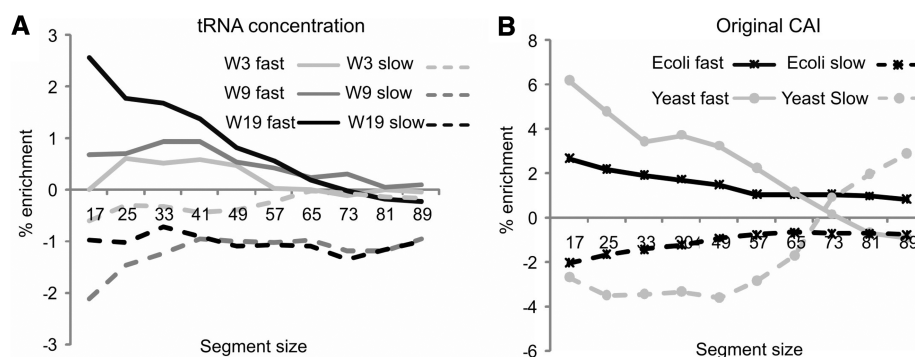 A
tRNA concentration
3
2
1
0
-1
-2
-3
% enrichment
W3 fast W3 slow
W9 fast W9 slow
W19 fast W19 slow
17 25 33 41 49 57 65 73 81 89
Segment size
B
Original CAI
8
6
4
2
0
-2
-4
-6
% enrichment
Ecoli fast Ecoli slow
Yeast fast Yeast Slow
17 25 33 41 49 57 65 73 81 89
Segment size